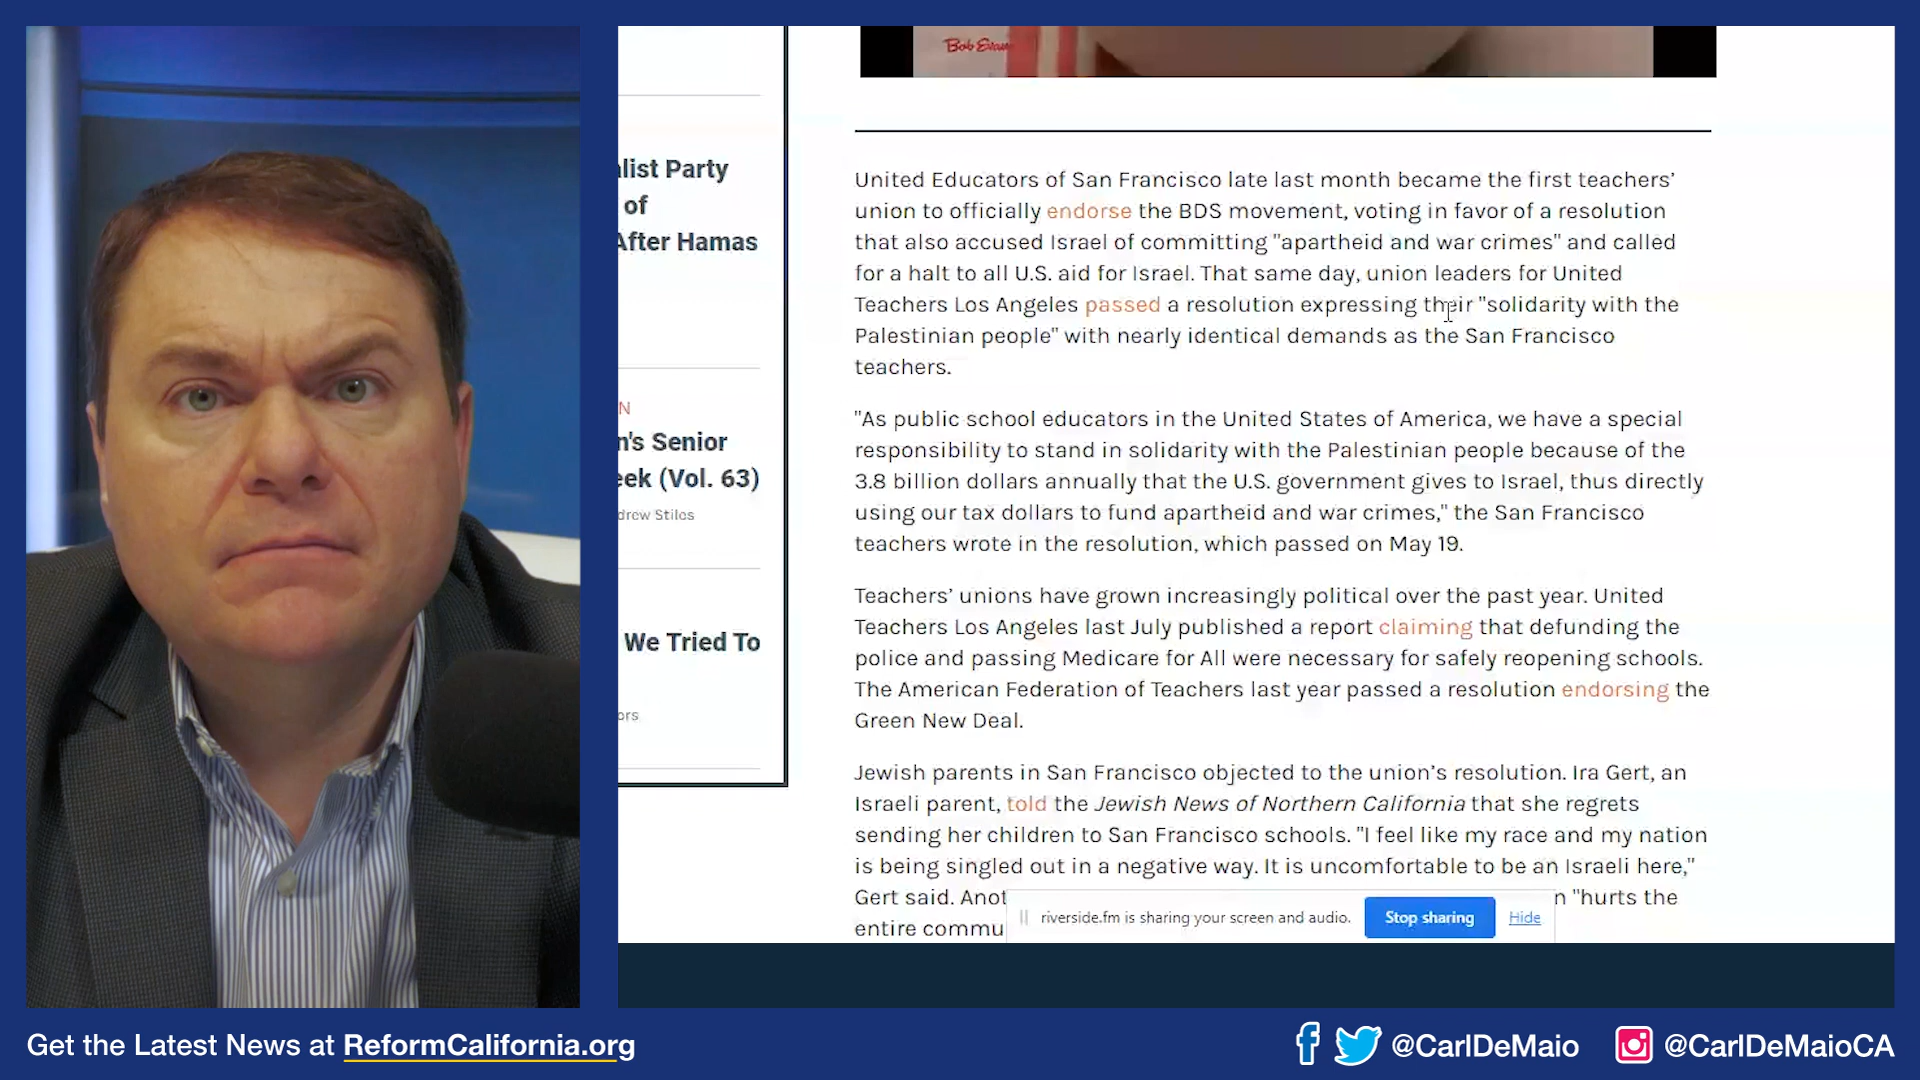 Bob Evans
list Party
of
After Hamas
N
n's Senior
eek (Vol. 63)
drew Stiles
We Tried To
ors
United Educators of San Francisco late last month became the first teachers’
union to officially endorse the BDS movement, voting in favor of a resolution
that also accused Israel of committing "apartheid and war crimes" and called
for a halt to all U.S. aid for Israel. That same day, union leaders for United
Teachers Los Angeles passed a resolution expressing their "solidarity with the
Palestinian people" with nearly identical demands as the San Francisco
teachers.
"As public school educators in the United States of America, we have a special
responsibility to stand in solidarity with the Palestinian people because of the
3.8 billion dollars annually that the U.S. government gives to Israel, thus directly
using our tax dollars to fund apartheid and war crimes," the San Francisco
teachers wrote in the resolution, which passed on May 19.
Teachers’ unions have grown increasingly political over the past year. United
Teachers Los Angeles last July published a report claiming that defunding the
police and passing Medicare for All were necessary for safely reopening schools.
The American Federation of Teachers last year passed a resolution endorsing the
Green New Deal.
Jewish parents in San Francisco objected to the union’s resolution. Ira Gert, an
Israeli parent, told the Jewish News of Northern California that she regrets
sending her children to San Francisco schools. "I feel like my race and my nation
is being singled out in a negative way. It is uncomfortable to be an Israeli here,"
Gert said. Anot n "hurts the
entire commu
riverside.fm is sharing your screen and audio. Stop sharing Hide
Get the Latest News at ReformCalifornia.org
@CarlDeMaio @CarlDeMaioCA